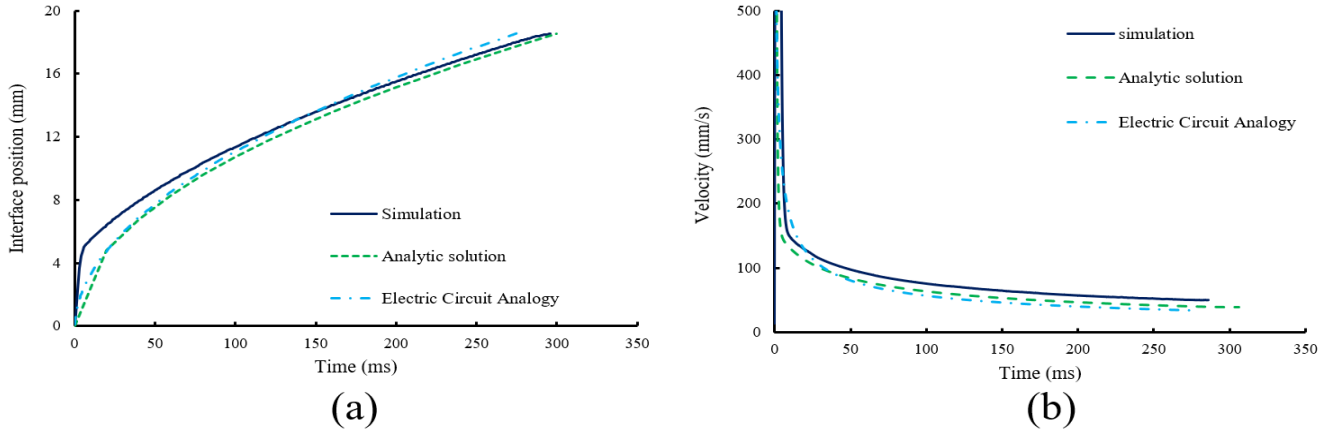 20
16
12
8
4
0
Interface position (mm)
Simulation
Analytic solution
Electric Circuit Analogy
0 50 100 150 200 250 300 350
Time (ms)
(a)
500
400
300
200
100
0
Velocity (mm/s)
simulation
Analytic solution
Electric Circuit Analogy
0 50 100 150 200 250 300 350
Time (ms)
(b)